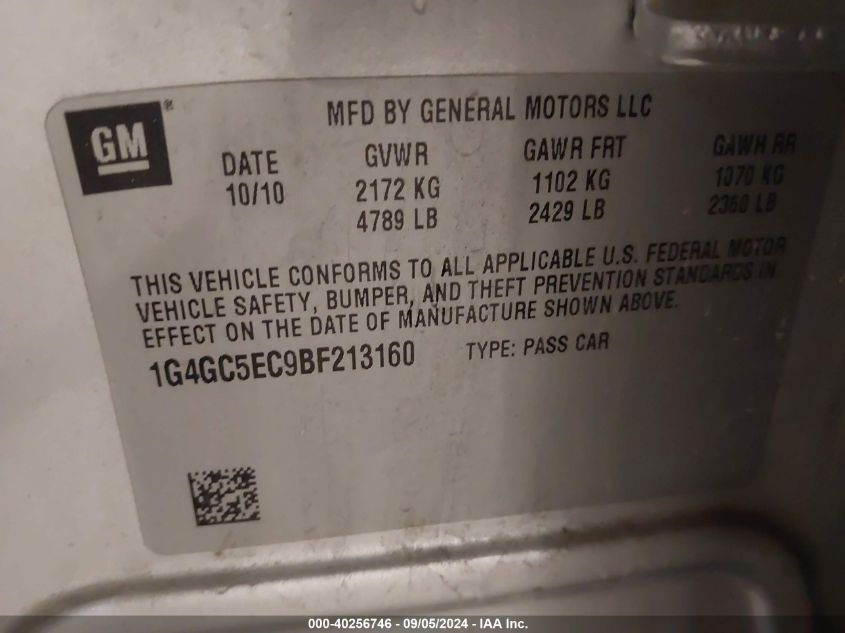 GM®
MFD BY GENERAL MOTORS LLC
DATE GVWR GAWR FRT GAWR RR
10/10 2172 KG 1102 KG 1070 KG
4789 LB 2429 LB 2360 LB
THIS VEHICLE CONFORMS TO ALL APPLICABLE U.S. FEDERAL MOTOR
VEHICLE SAFETY, BUMPER, AND THEFT PREVENTION STANDARDS IN
EFFECT ON THE DATE OF MANUFACTURE SHOWN ABOVE.
1G4GC5EC9BF213160 TYPE: PASS CAR
000-40256746 - 09/05/2024 - IAA Inc.